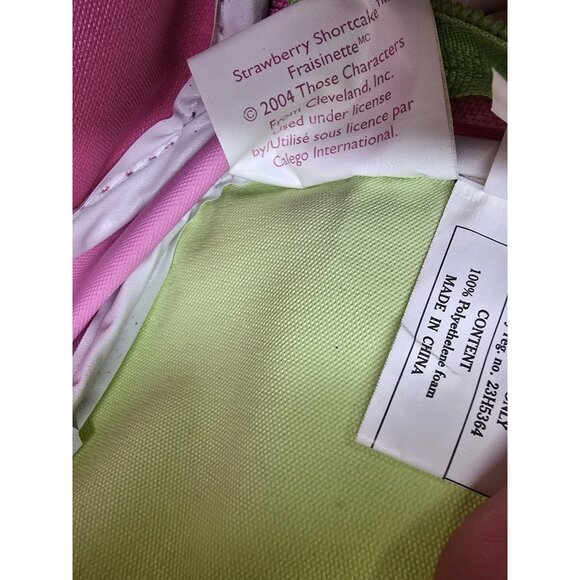 Strawberry Shortcake™
Fraisinette MC
© 2004 Those Characters
From Cleveland, Inc.
Used under license
by/Utilisé sous licence par
Calego International.
ONLY
reg. no. 23H5364
CONTENT
100% Polyethelene foam
MADE IN CHINA